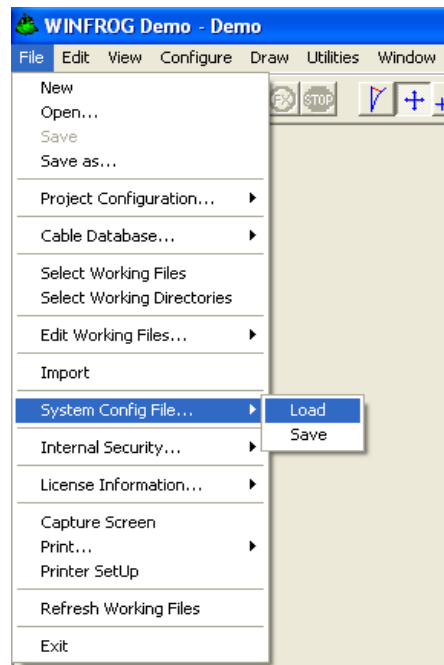 WINFROG Demo - Demo
File Edit View Configure Draw Utilities Window
New
Open...
FX STOP
Save
Save as...
Project Configuration...
Cable Database...
Select Working Files
Select Working Directories
Edit Working Files...
Import
System Config File... Load
Save
Internal Security...
License Information...
Capture Screen
Print...
Printer SetUp
Refresh Working Files
Exit